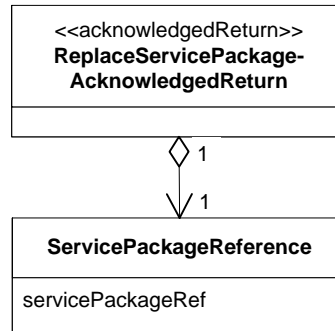 <<acknowledgedReturn>>
ReplaceServicePackage-
AcknowledgedReturn
1
1
ServicePackageReference
servicePackageRef